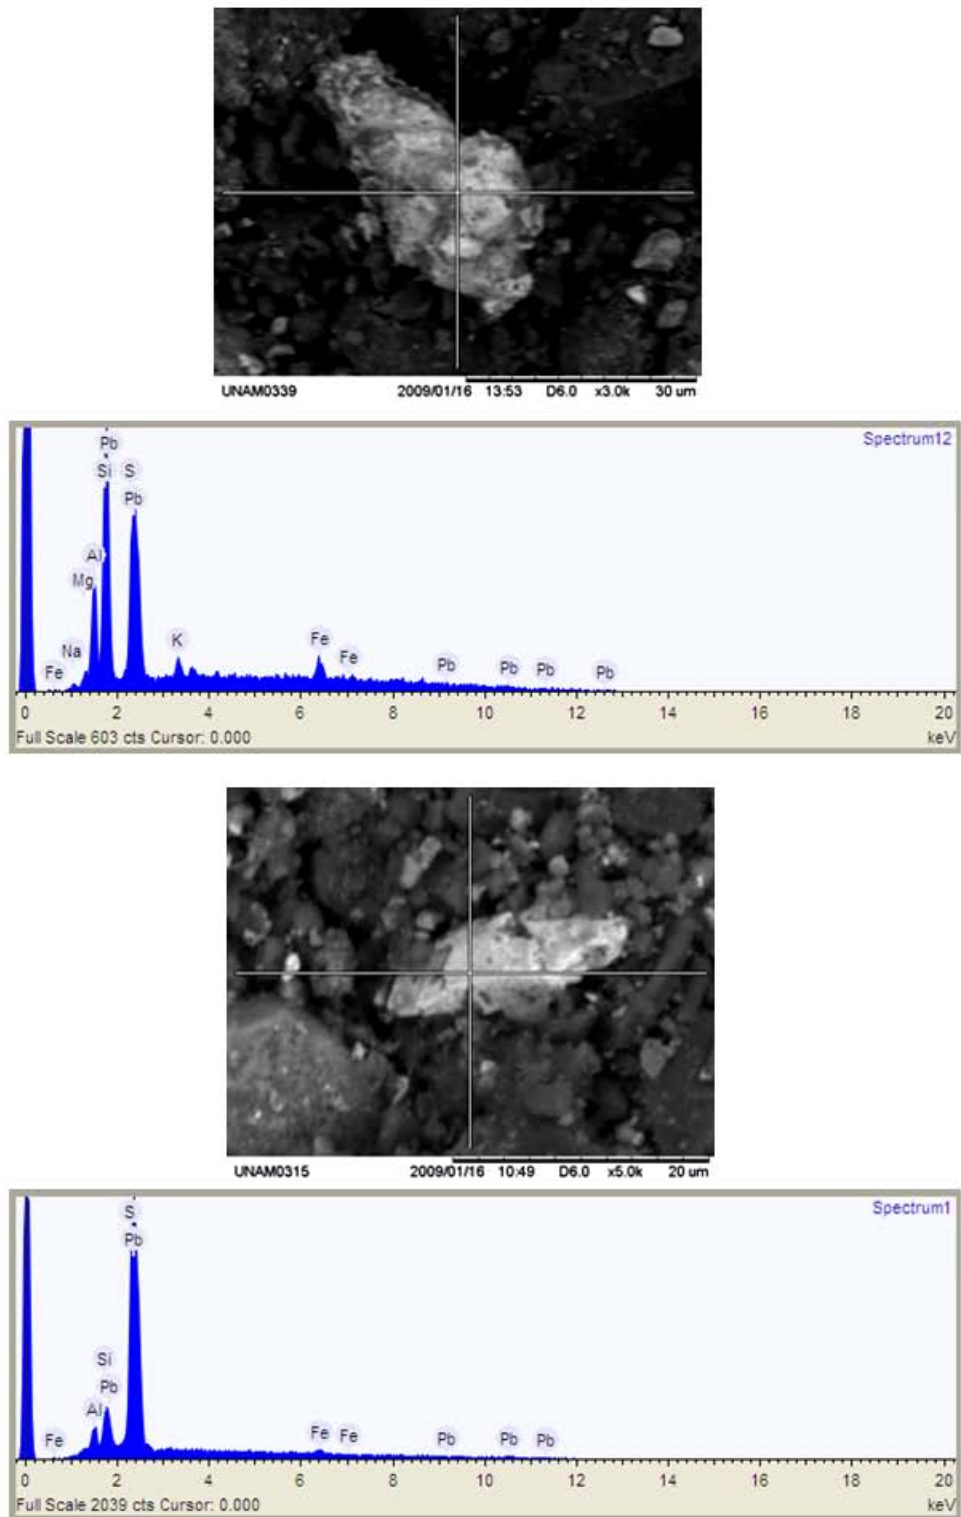 UNAM0339 2009/01/16 13:53 D6.0 x3.0k 30 um
Spectrum12
Pb
Si S
Pb
Al
Mg
Na K Fe
Fe Fe Pb Pb Pb Pb
0 2 4 6 8 10 12 14 16 18 20
Full Scale 603 cts Cursor: 0.000 keV
UNAM0315 2009/01/16 10:49 D6.0 x5.0k 20 um
Spectrum1
S
Pb
Si
Pb
Al
Fe Fe Fe Pb Pb Pb
0 2 4 6 8 10 12 14 16 18 20
Full Scale 2039 cts Cursor: 0.000 keV